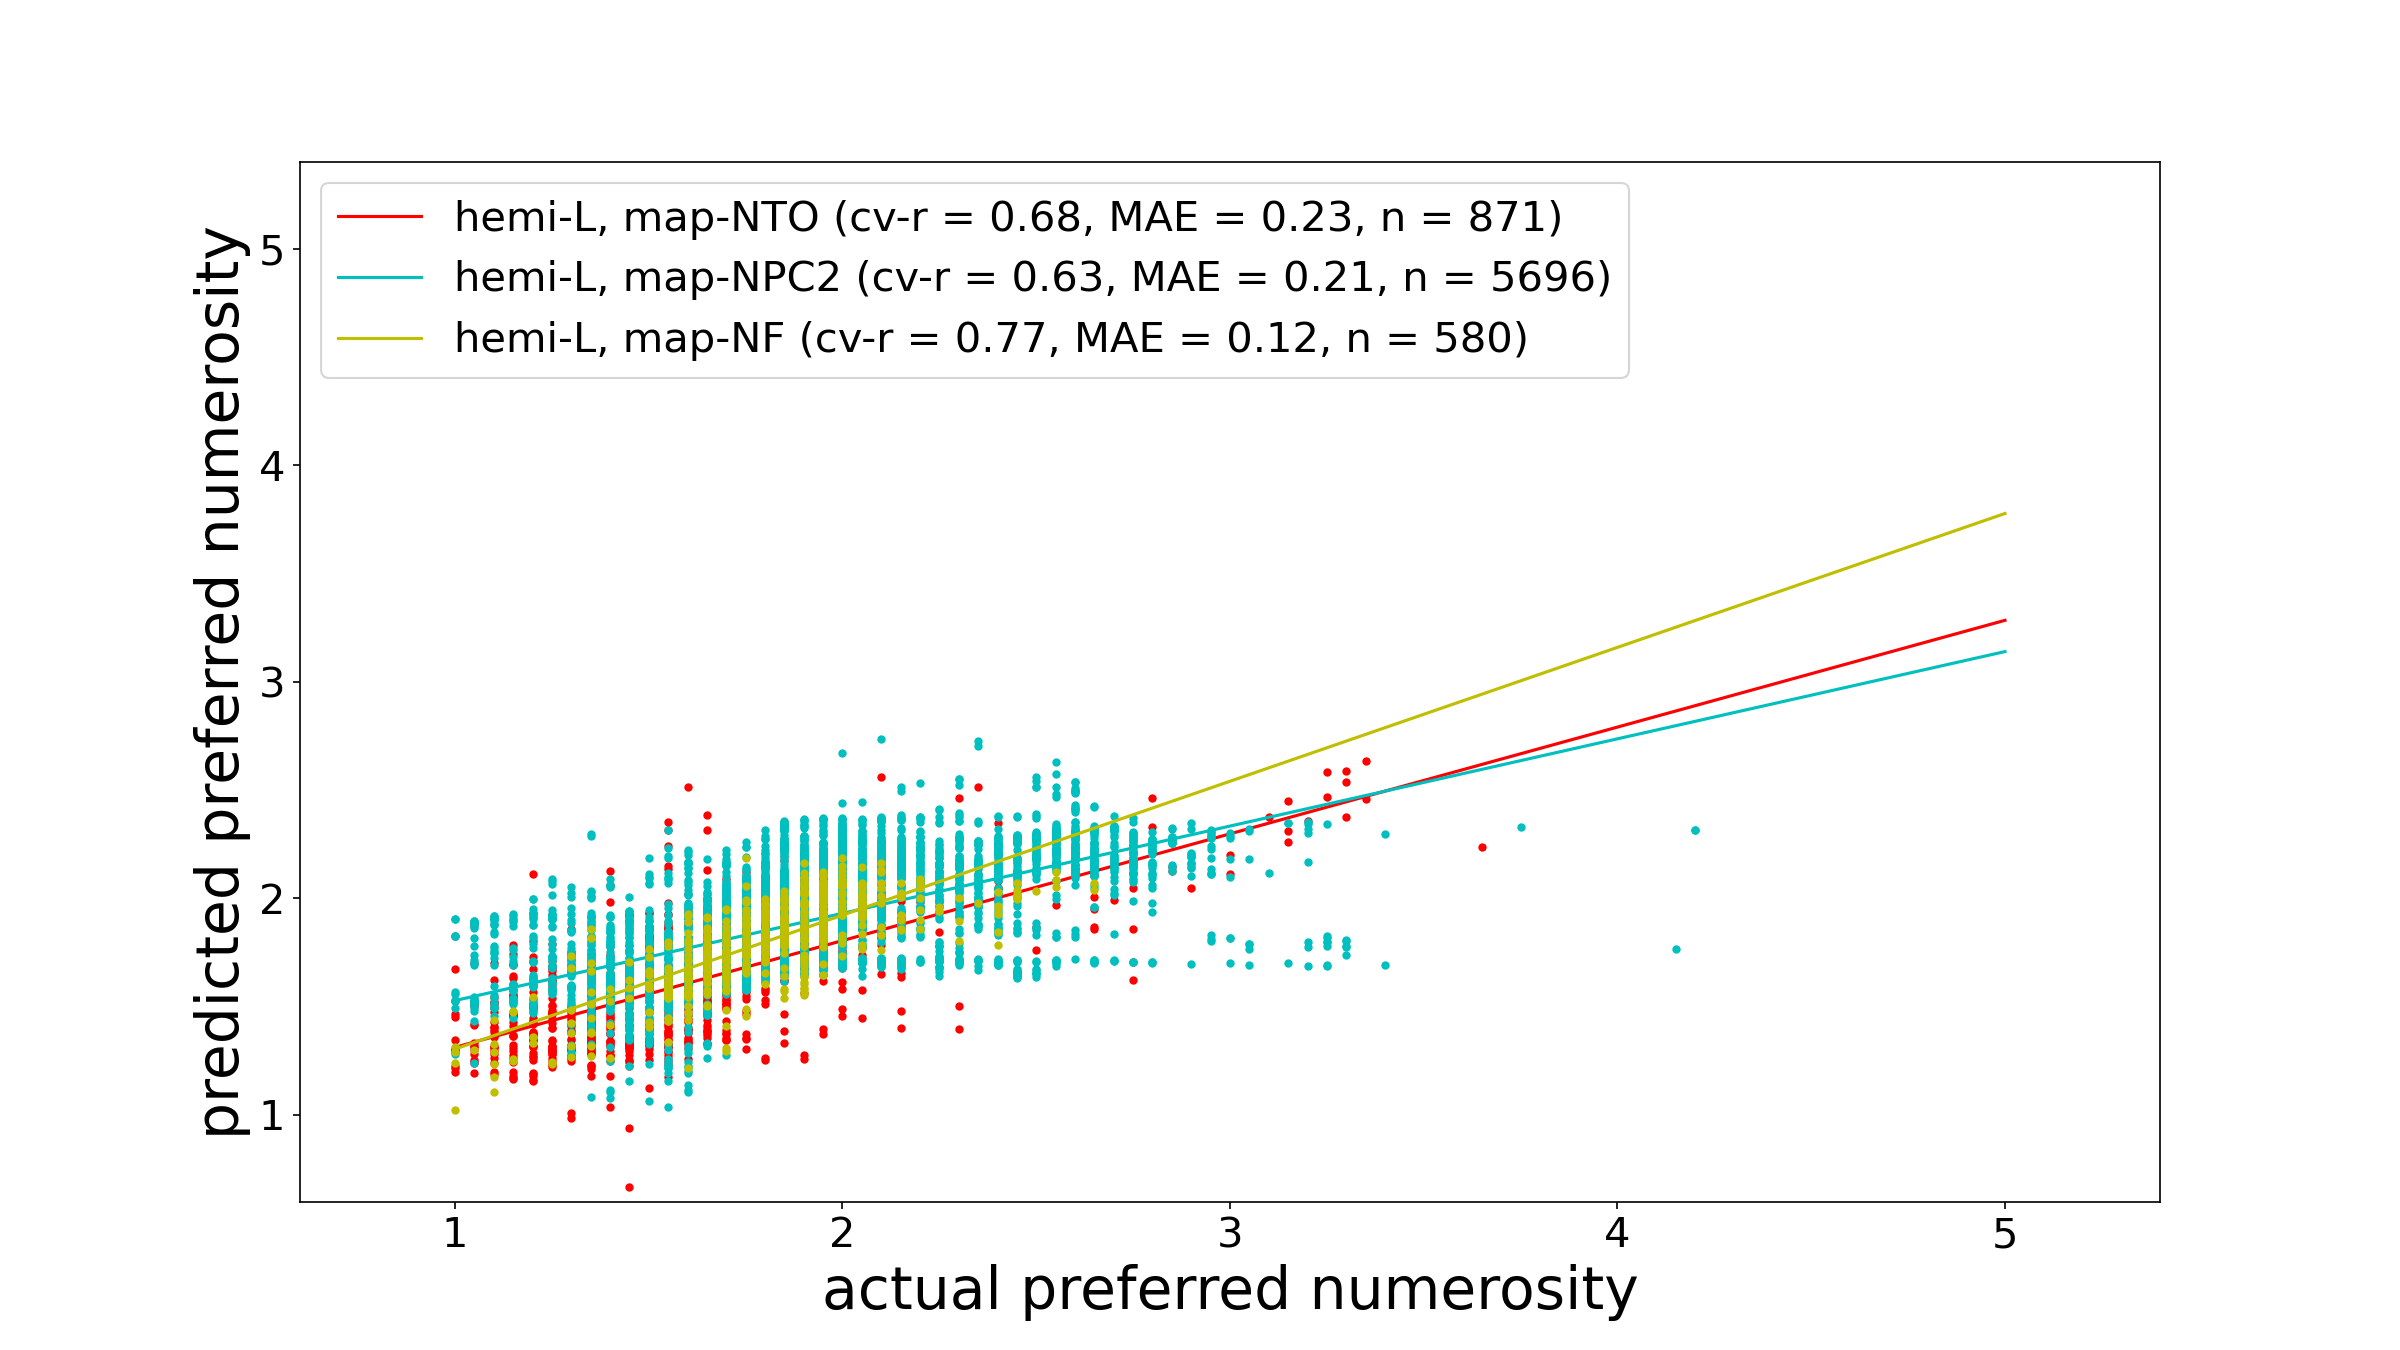 hemi-L, map-NTO (cv-r = 0.68, MAE = 0.23, n = 871)
hemi-L, map-NPC2 (cv-r = 0.63, MAE = 0.21, n = 5696)
hemi-L, map-NF (cv-r = 0.77, MAE = 0.12, n = 580)
predicted preferred numerosity
5
4
3
2
1
1 2 3 4 5
actual preferred numerosity